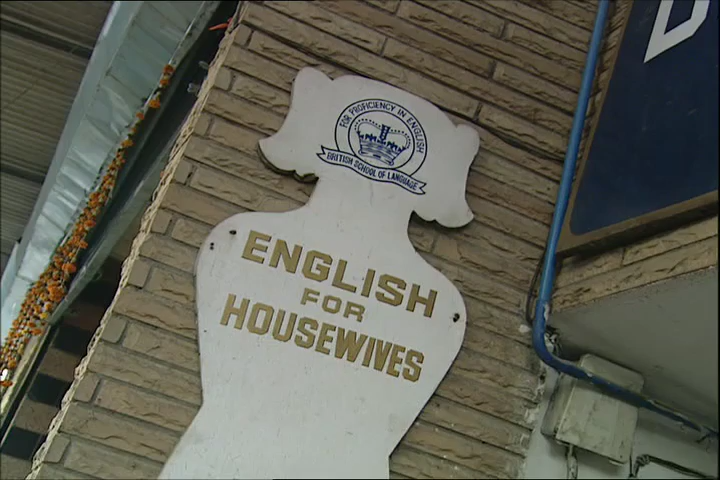 FOR PROFICIENCY IN ENGLISH
BRITISH SCHOOL OF LANGUAGE
ENGLISH
FOR
HOUSEWIVES